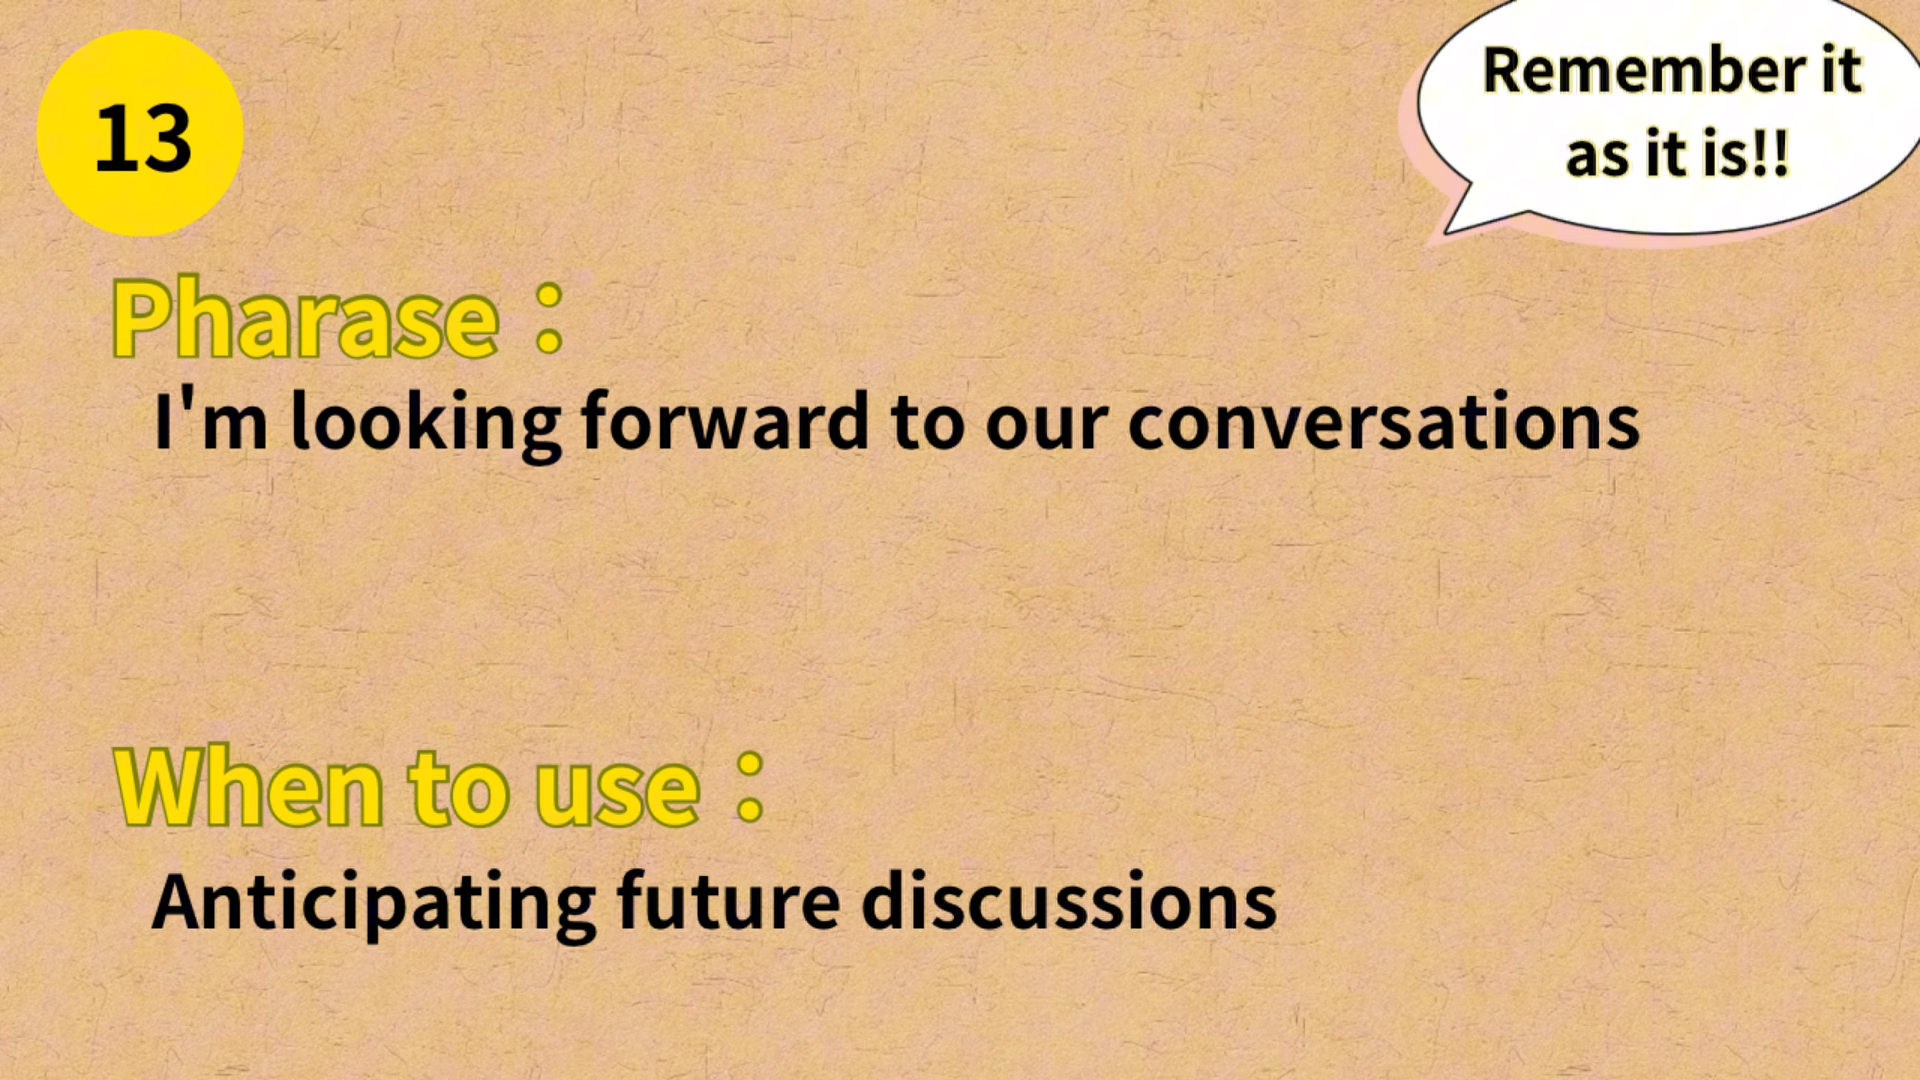 13
Remember it
as it is!!
Pharase：
I'm looking forward to our conversations
When to use：
Anticipating future discussions